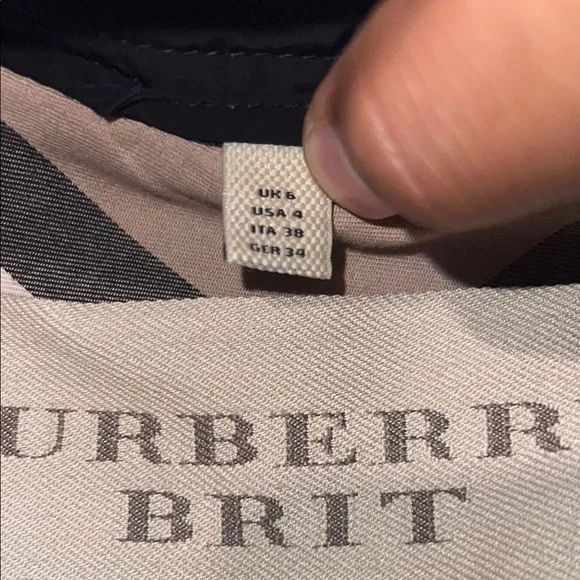 UK 6
USA 4
ITA 38
GER 34
URBERR
BRIT